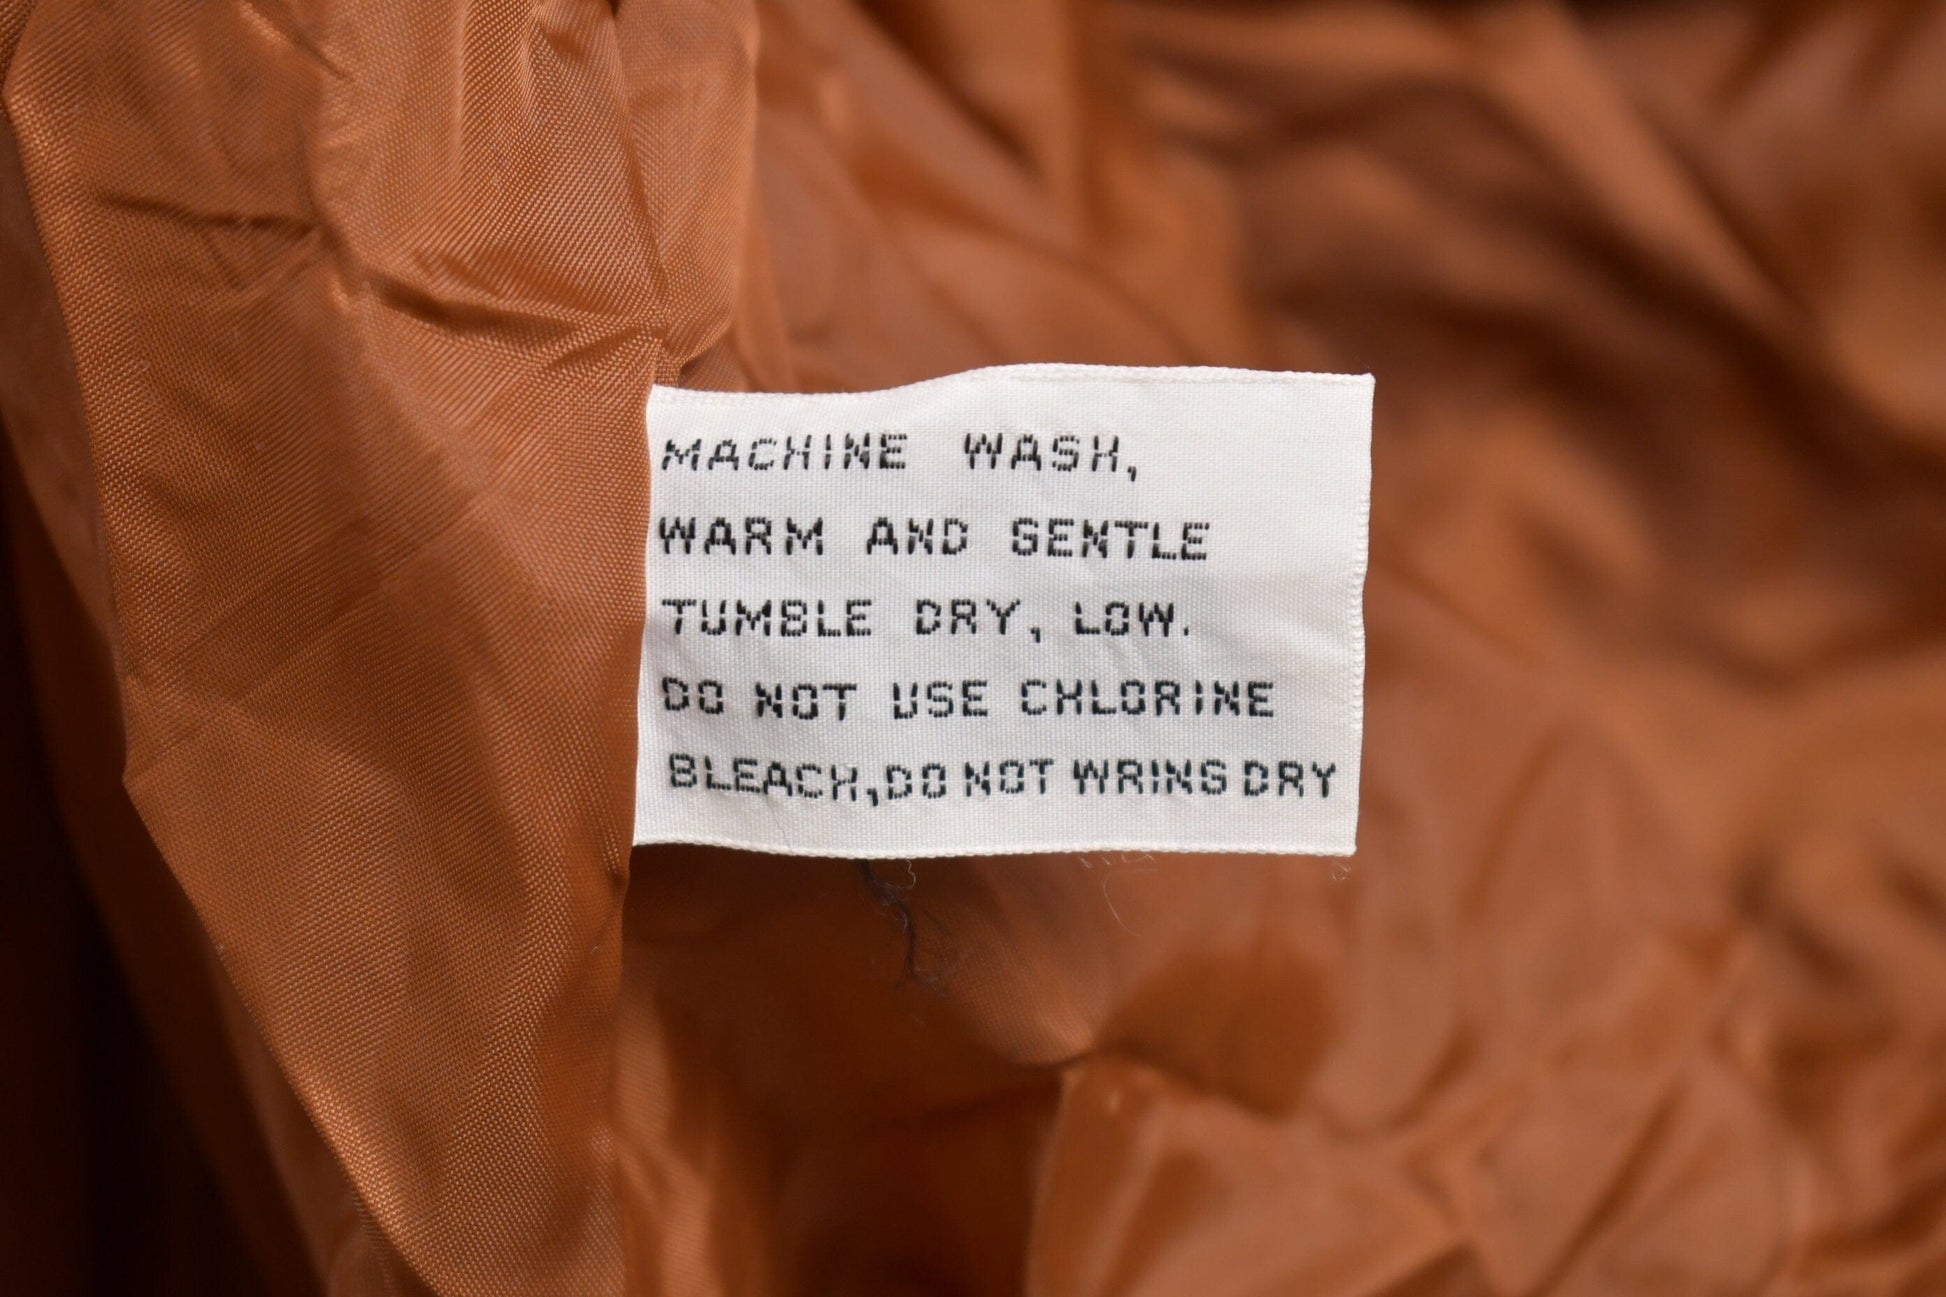 MACHINE WASH,
WARM AND GENTLE
TUMBLE DRY, LOW.
DO NOT USE CHLORINE
BLEACH,DO NOT WRING DRY